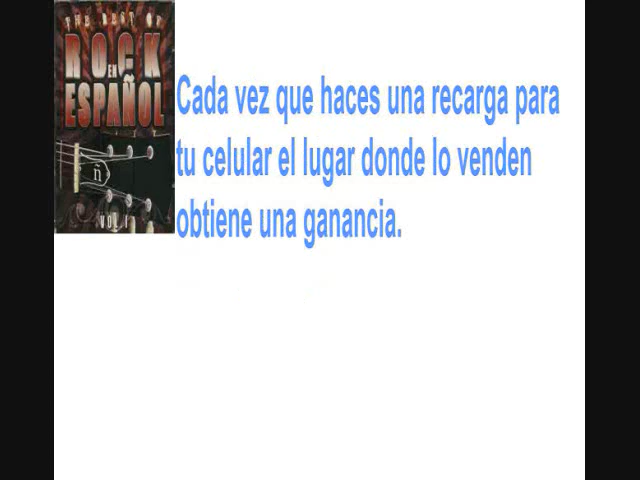 THE BEST OF
ROCK
EN
ESPAÑOL
ñ
VOL. I
Cada vez que haces una recarga para
tu celular el lugar donde lo venden
obtiene una ganancia.